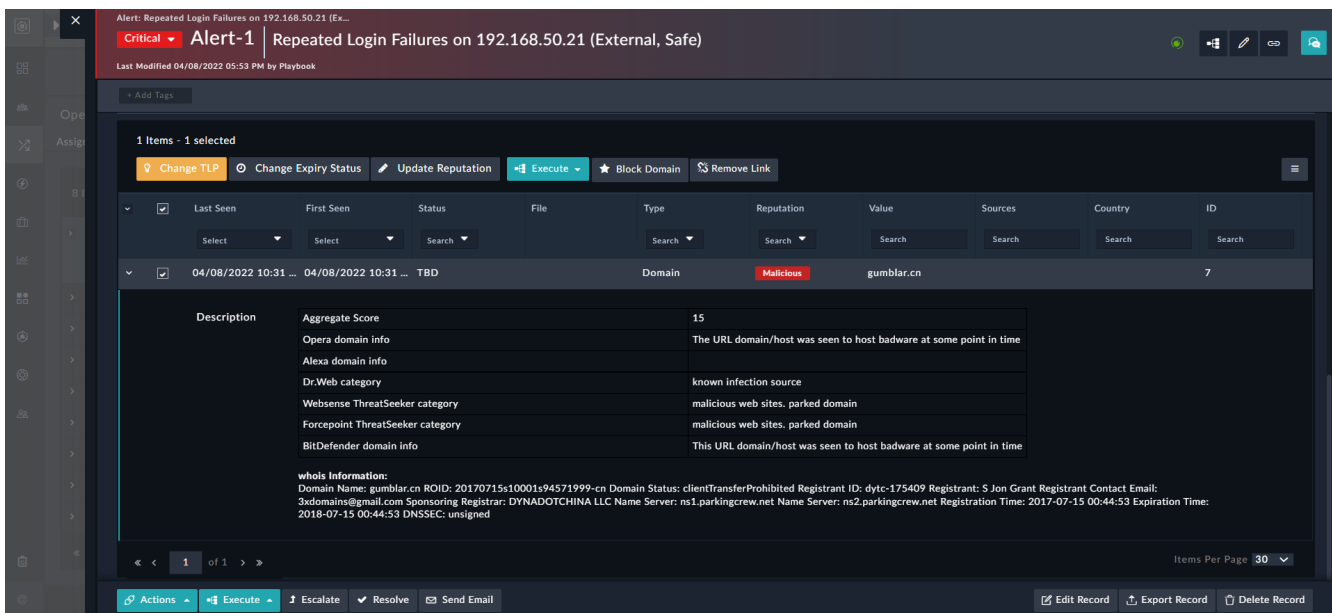 Alert: Repeated Login Failures on 192.168.50.21 (Ex...
Critical Alert-1 Repeated Login Failures on 192.168.50.21 (External, Safe)
Last Modified 04/08/2022 05:53 PM by Playbook
+ Add Tags
Ope
Assig
1 Items - 1 selected
Change TLP Change Expiry Status Update Reputation Execute Block Domain Remove Link
Last Seen First Seen Status File Type Reputation Value Sources Country ID
Select Select Search Search Search Search Search Search Search
04/08/2022 10:31 ... 04/08/2022 10:31 ... TBD Domain Malicious gumblar.cn 7
Description
Aggregate Score 15
Opera domain info The URL domain/host was seen to host badware at some point in time
Alexa domain info
Dr.Web category known infection source
Websense ThreatSeeker category malicious web sites. parked domain
Forcepoint ThreatSeeker category malicious web sites. parked domain
BitDefender domain info This URL domain/host was seen to host badware at some point in time
whois Information:
Domain Name: gumblar.cn ROID: 20170715s10001s94571999-cn Domain Status: clientTransferProhibited Registrant ID: dytc-175409 Registrant: S Jon Grant Registrant Contact Email:
3xdomains@gmail.com Sponsoring Registrar: DYNADOTCHINA LLC Name Server: ns1.parkingcrew.net Name Server: ns2.parkingcrew.net Registration Time: 2017-07-15 00:44:53 Expiration Time:
2018-07-15 00:44:53 DNSSEC: unsigned
1 of 1
Items Per Page 30
Actions Execute Escalate Resolve Send Email Edit Record Export Record Delete Record